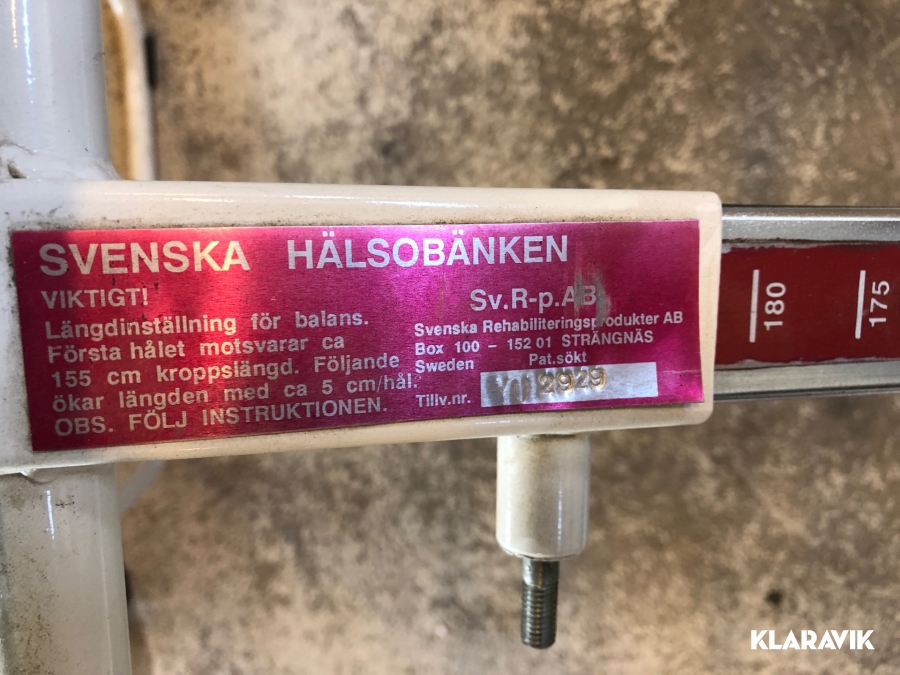 SVENSKA HÄLSOBÄNKEN
VIKTIGT!
Längdinställning för balans.
Första hålet motsvarar ca
155 cm kroppslängd. Följande
ökar längden med ca 5 cm/hål.
OBS. FÖLJ INSTRUKTIONEN.
Sv.R-p.AB
Svenska Rehabiliteringsprodukter AB
Box 100 – 152 01 STRÄNGNÄS
Sweden Pat.sökt
Tillv.nr. 2929
180
175
KLARAVIK